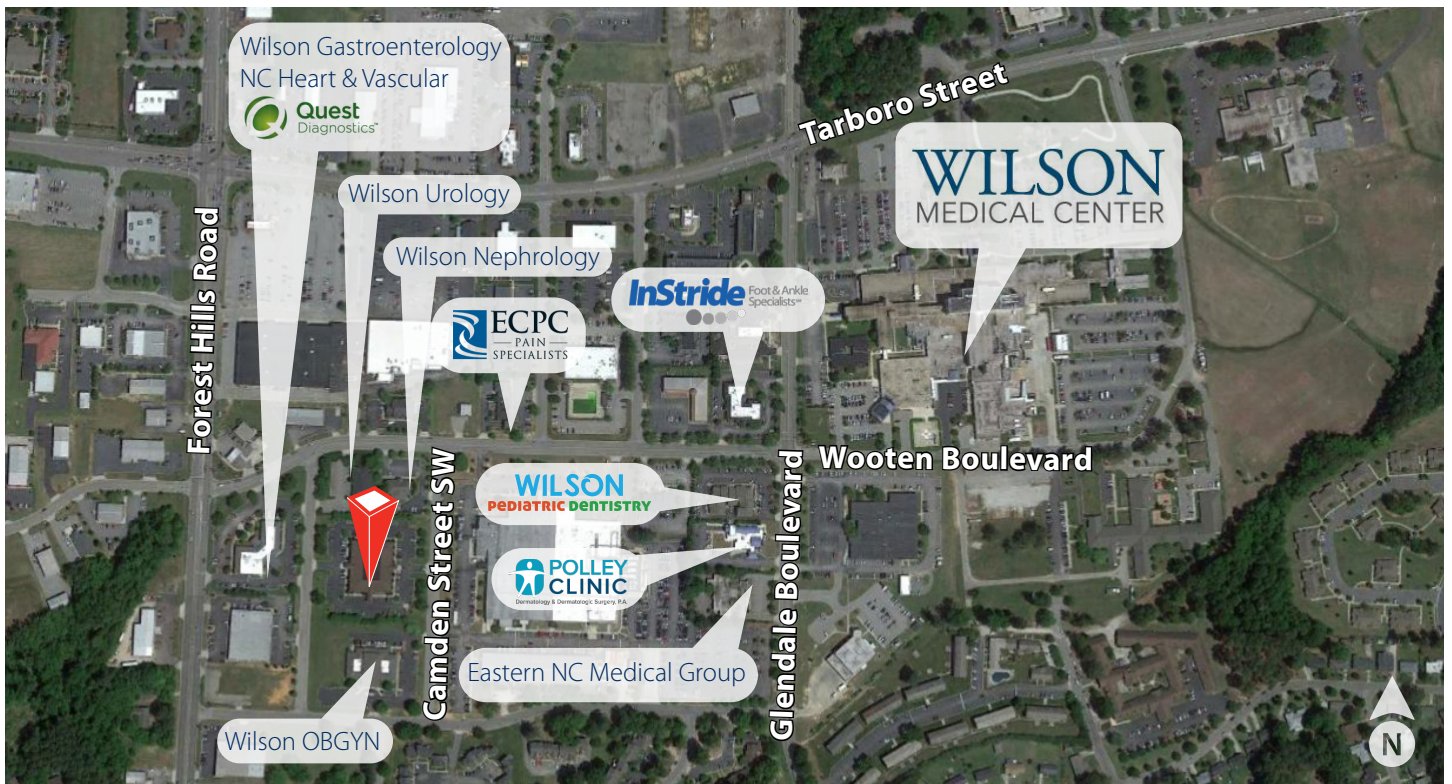 Wilson Gastroenterology
NC Heart & Vascular
Quest
Diagnostics™
Tarboro Street
WILSON
MEDICAL CENTER
Wilson Urology
Forest Hills Road
Wilson Nephrology
InStride Foot & Ankle
Specialists℠
ECPC
PAIN
SPECIALISTS
Wooten Boulevard
Camden Street SW
WILSON
PEDIATRIC DENTISTRY
Glendale Boulevard
POLLEY
CLINIC
Dermatology & Dermatologic Surgery, P.A.
Eastern NC Medical Group
Wilson OBGYN
N